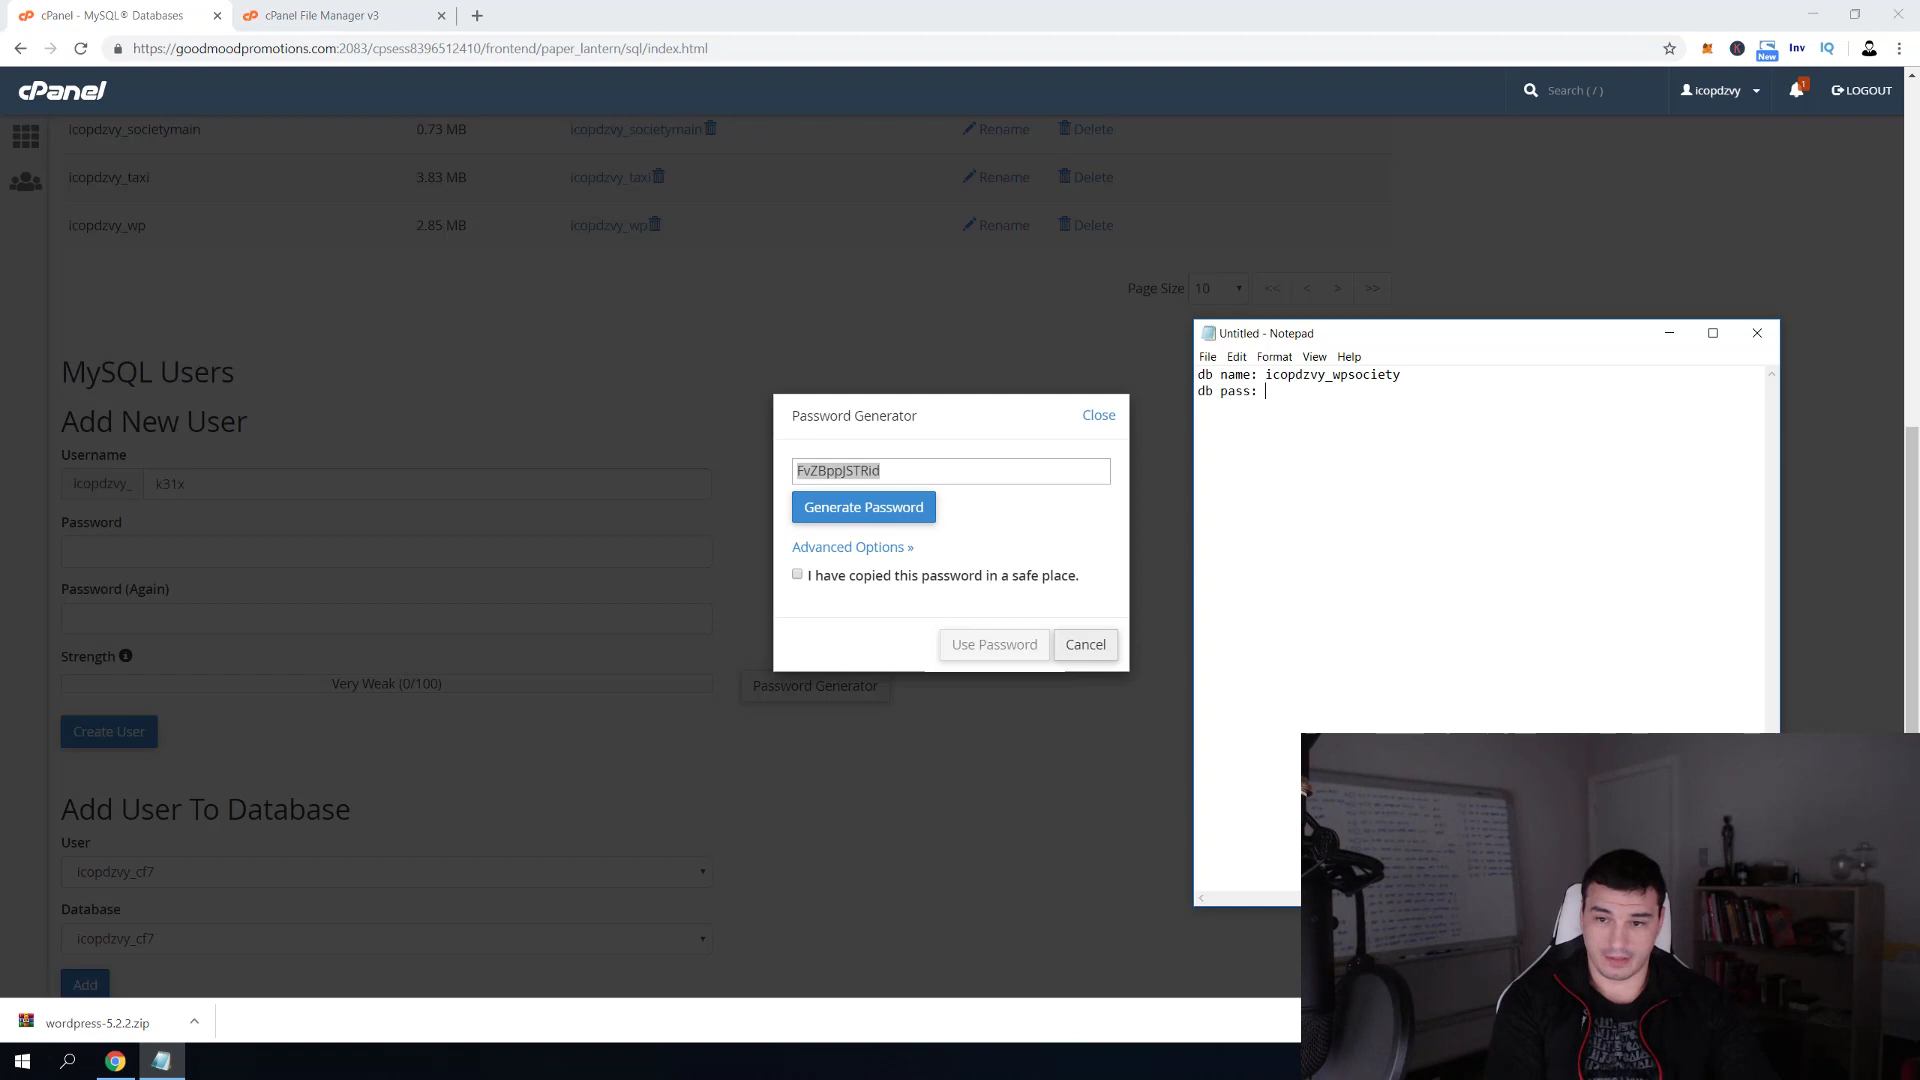 cPanel - MySQL® Databases
cPanel File Manager v3
https://goodmoodpromotions.com:2083/cpsess8396512410/frontend/paper_lantern/sql/index.html
New
Inv
IQ
cPanel
Search ( / )
icopdzvy
1
LOGOUT
icopdzvy_societymain 0.73 MB icopdzvy_societymain Rename Delete
icopdzvy_taxi 3.83 MB icopdzvy_taxi Rename Delete
icopdzvy_wp 2.85 MB icopdzvy_wp Rename Delete
Page Size 10 << < > >>
MySQL Users
Add New User
Username
icopdzvy_ k31x
Password
Password (Again)
Strength
Very Weak (0/100)
Password Generator
Create User
Add User To Database
User
icopdzvy_cf7
Database
icopdzvy_cf7
Add
Password Generator
Close
FvZBppJSTRid
Generate Password
Advanced Options »
I have copied this password in a safe place.
Use Password
Cancel
Untitled - Notepad
File Edit Format View Help
db name: icopdzvy_wpsociety
db pass:
wordpress-5.2.2.zip